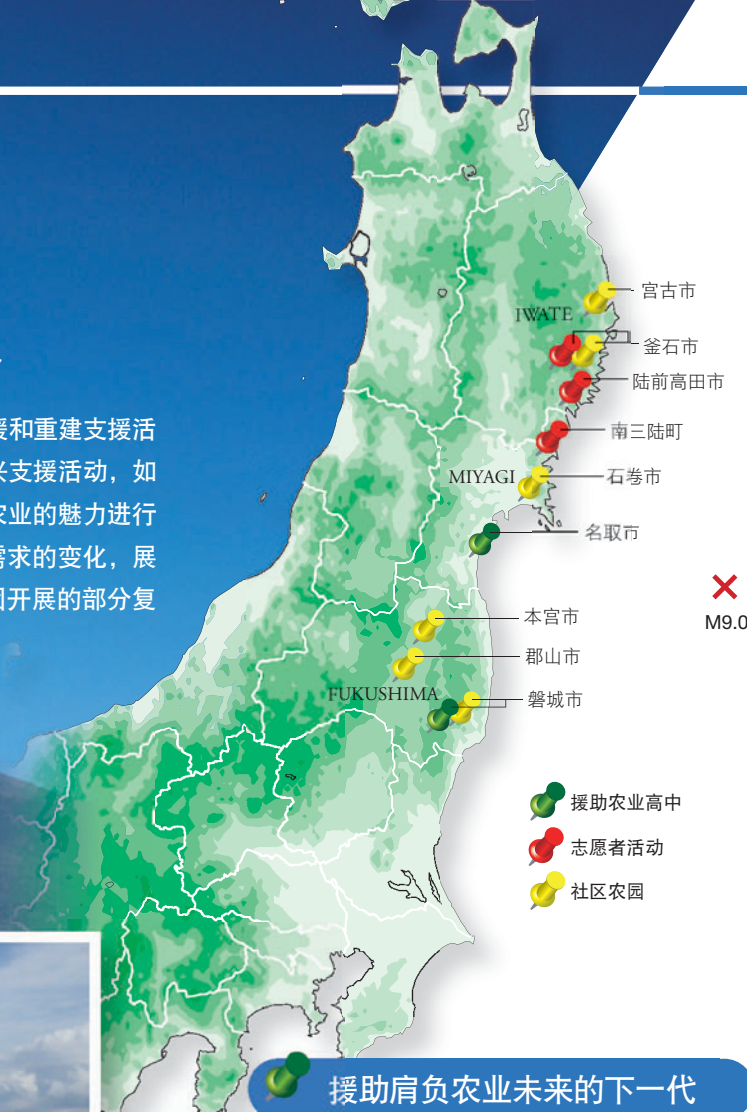 援和重建支援活
兴支援活动，如
农业的魅力进行
需求的变化，展
开展的部分复
宫古市
IWATE
釜石市
陆前高田市
南三陆町
MIYAGI
石卷市
名取市
M9.0
本宫市
郡山市
FUKUSHIMA
磐城市
援助农业高中
志愿者活动
社区农园
援助肩负农业未来的下一代